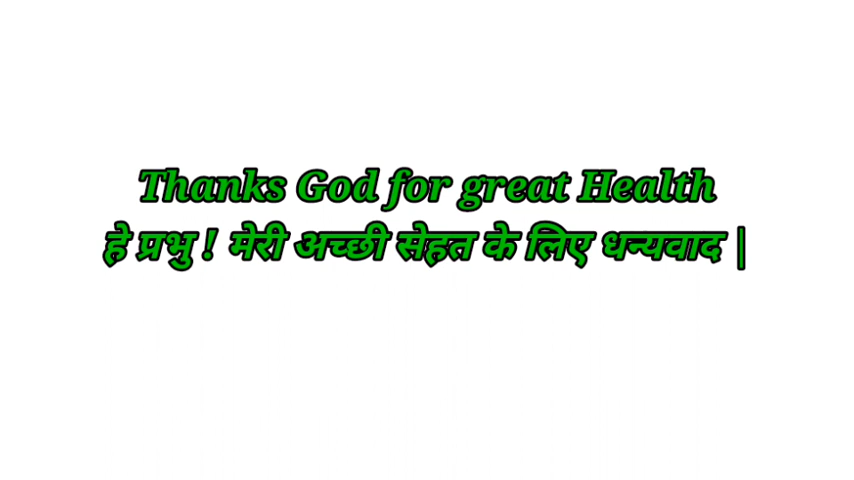 Thanks God for great Health
हे प्रभु ! मेरी अच्छी सेहत के लिए धन्यवाद |